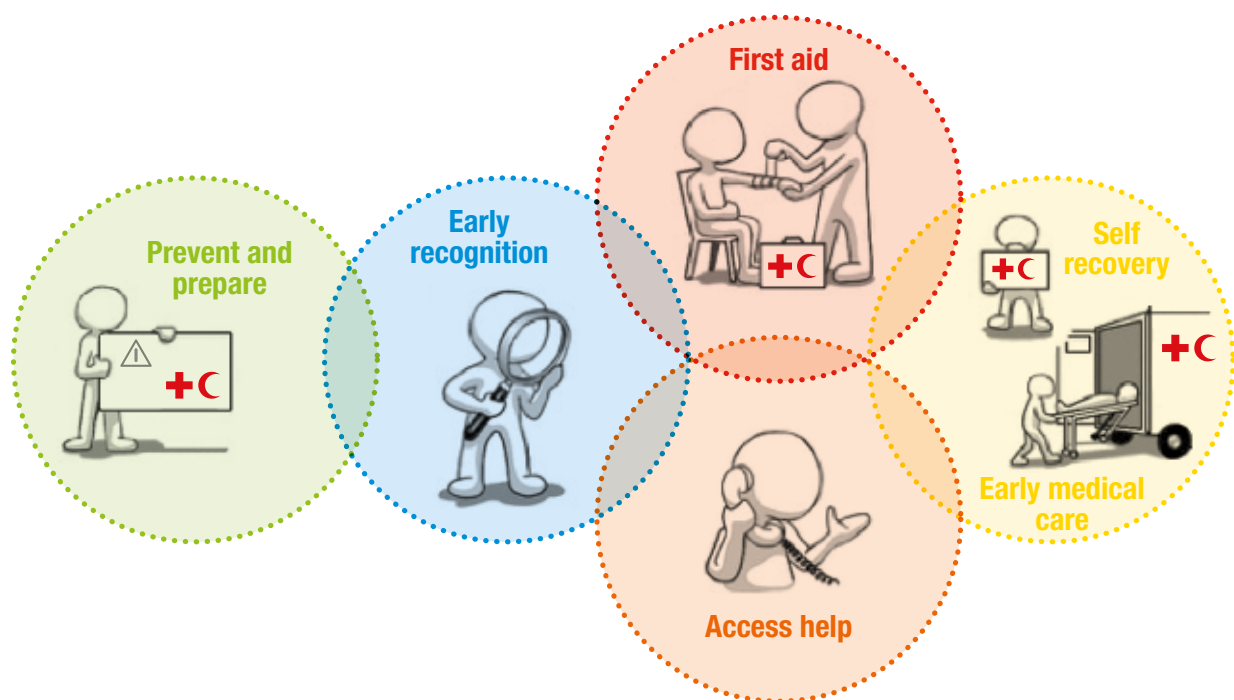 Prevent and
prepare
Early
recognition
First aid
Access help
Self
recovery
Early medical
care